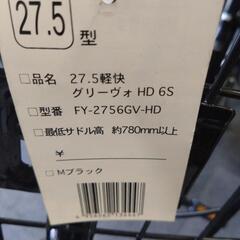 27.5型
□品名 27.5軽快
グリーヴォ HD 6S
□型番 FY-2756GV-HD
□最低サドル高 約780mm以上
¥
□Mブラック